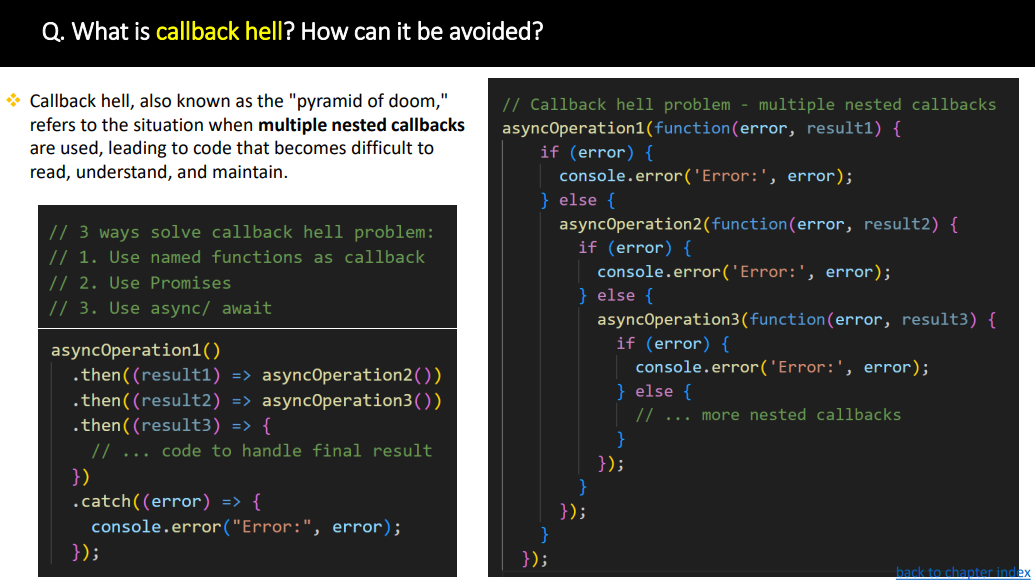 Q. What is callback hell? How can it be avoided?
Callback hell, also known as the "pyramid of doom,"
refers to the situation when multiple nested callbacks
are used, leading to code that becomes difficult to
read, understand, and maintain.
// 3 ways solve callback hell problem:
// 1. Use named functions as callback
// 2. Use Promises
// 3. Use async/ await
asyncOperation1()
  .then((result1) => asyncOperation2())
  .then((result2) => asyncOperation3())
  .then((result3) => {
    // ... code to handle final result
  })
  .catch((error) => {
    console.error("Error:", error);
  });
// Callback hell problem - multiple nested callbacks
asyncOperation1(function(error, result1) {
    if (error) {
      console.error('Error:', error);
    } else {
      asyncOperation2(function(error, result2) {
        if (error) {
          console.error('Error:', error);
        } else {
          asyncOperation3(function(error, result3) {
            if (error) {
              console.error('Error:', error);
            } else {
              // ... more nested callbacks
            }
          });
        }
      });
    }
  });
back to chapter index